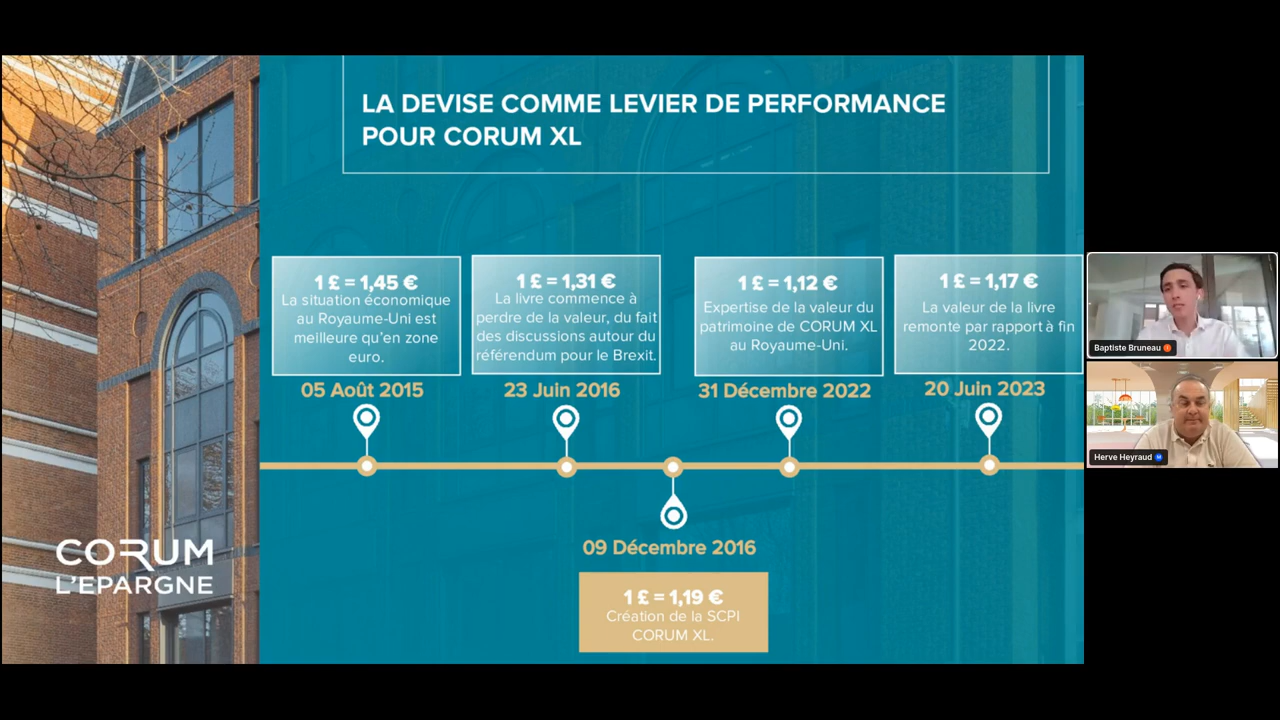 LA DEVISE COMME LEVIER DE PERFORMANCE
POUR CORUM XL
1 £ = 1,45 €
La situation économique
au Royaume-Uni est
meilleure qu'en zone
euro.
05 Août 2015
1 £ = 1,31 €
La livre commence à
perdre de la valeur, du fait
des discussions autour du
référendum pour le Brexit.
23 Juin 2016
1 £ = 1,12 €
Expertise de la valeur du
patrimoine de CORUM XL
au Royaume-Uni.
31 Décembre 2022
1 £ = 1,17 €
La valeur de la livre
remonte par rapport à fin
2022.
20 Juin 2023
09 Décembre 2016
1 £ = 1,19 €
Création de la SCPI
CORUM XL.
CORUM
L'EPARGNE
Baptiste Bruneau
Herve Heyraud